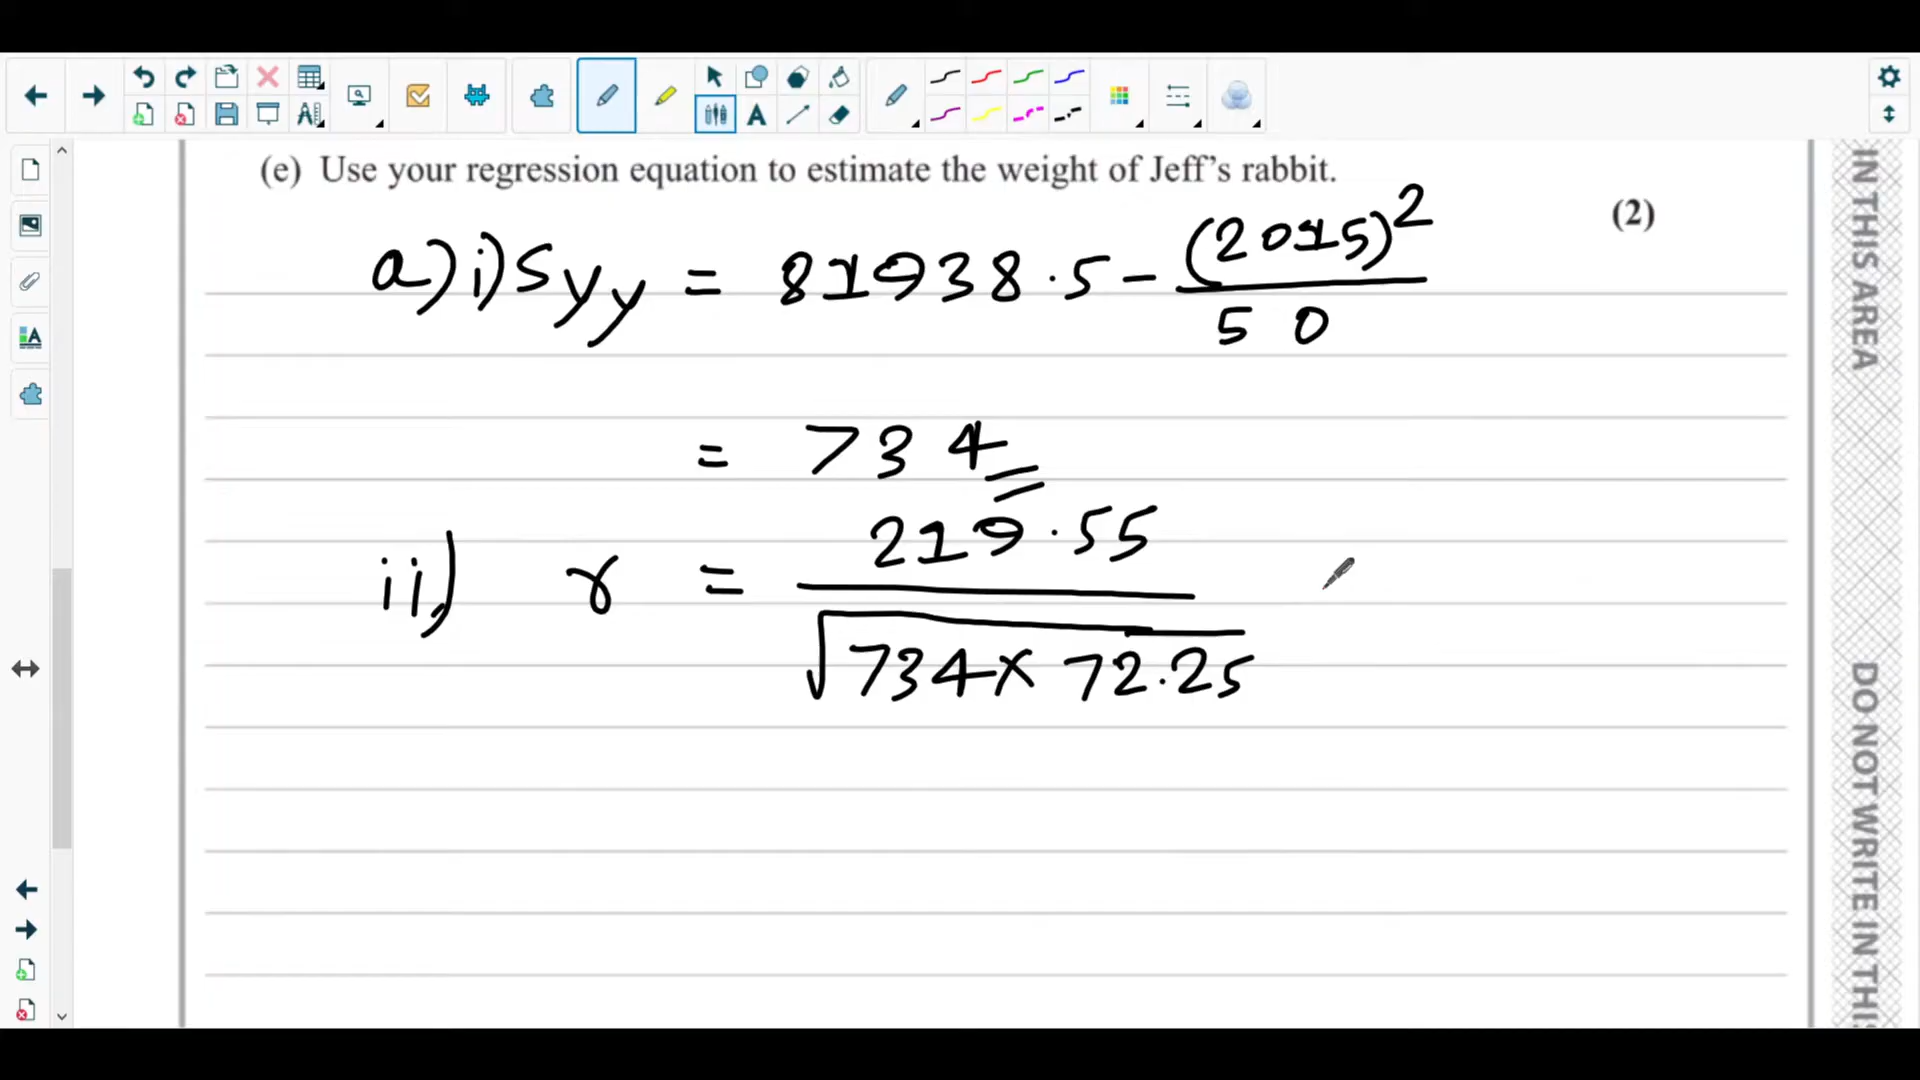 (e) Use your regression equation to estimate the weight of Jeff's rabbit.
(2)
a) i) Syy = 81938.5 - (2015)² / 50
= 734
ii) r = 219.55 / √734 × 72.25
IN THIS AREA
DO NOT WRITE IN THIS